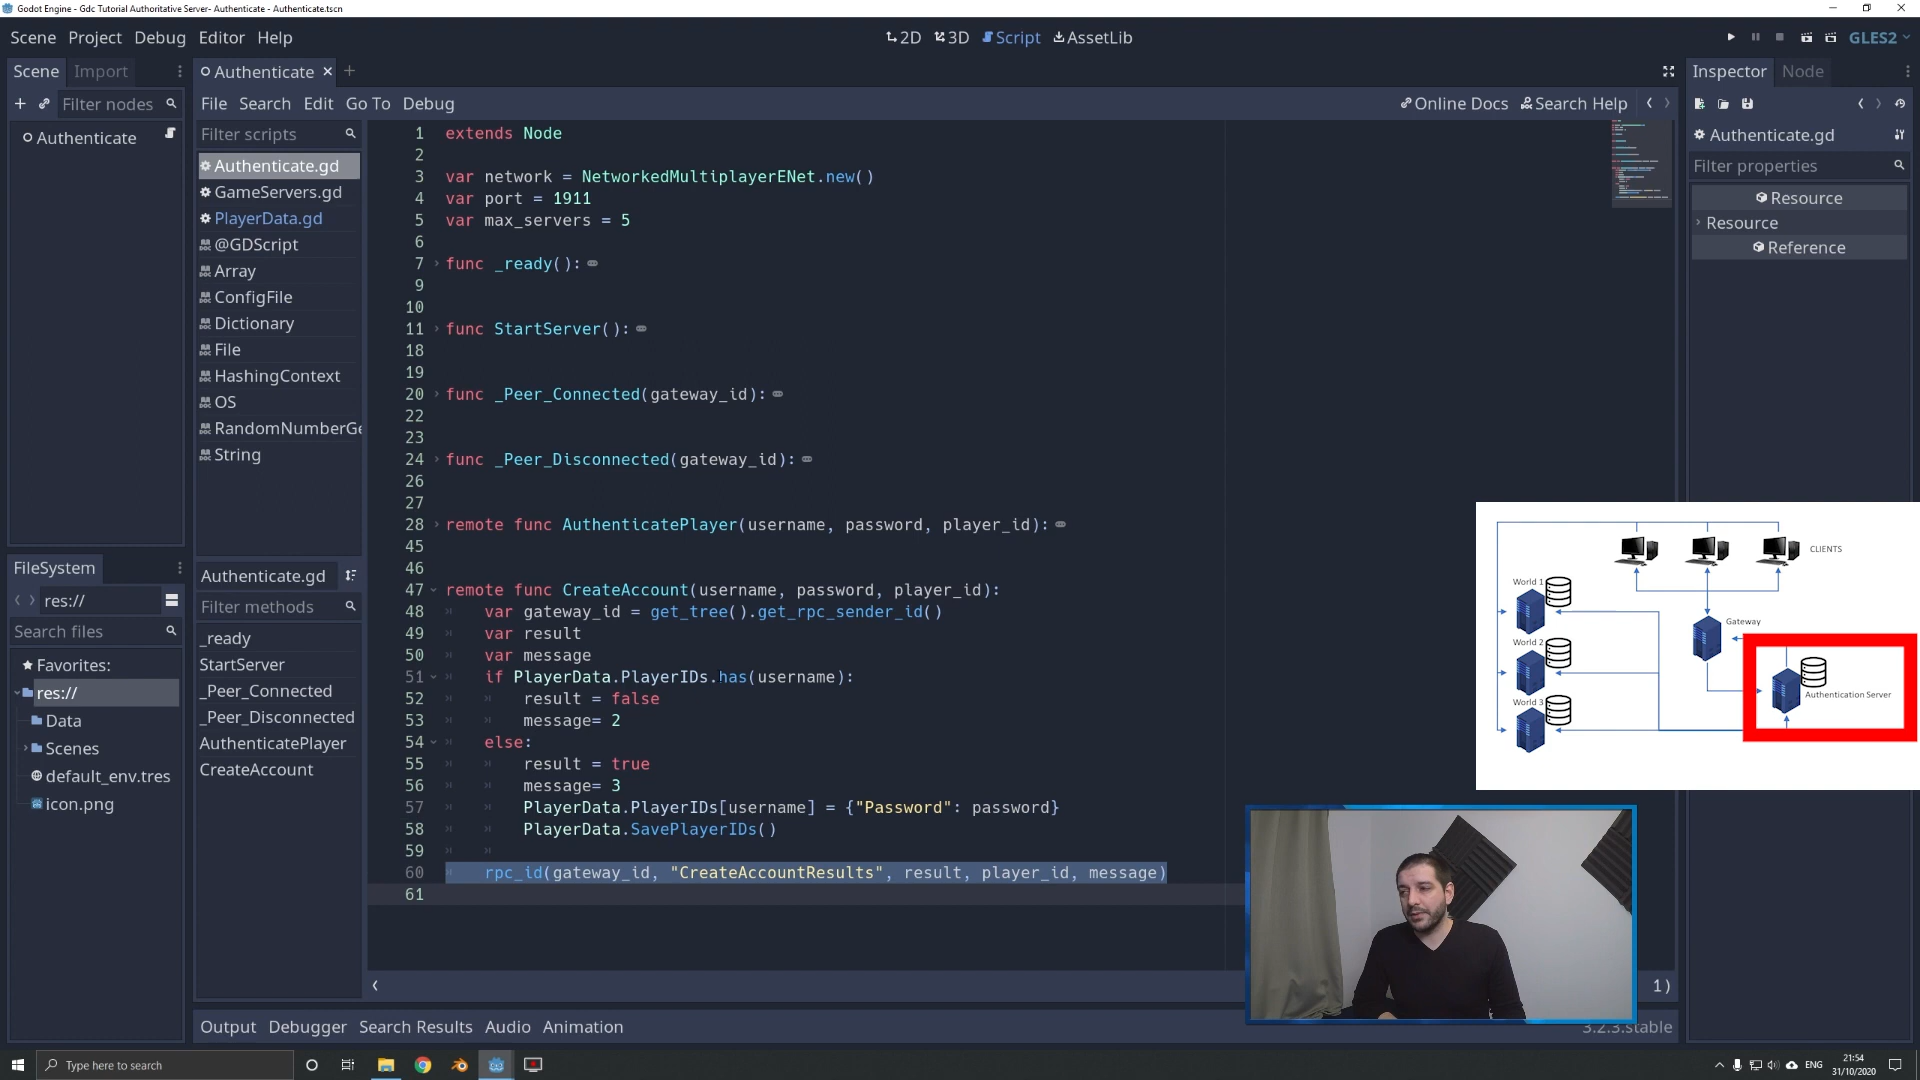 Godot Engine - Gdc Tutorial Authoritative Server- Authenticate - Authenticate.tscn
Scene Project Debug Editor Help
2D 3D Script AssetLib
GLES2
Scene Import
Authenticate
Inspector Node
Filter nodes
File Search Edit Go To Debug
Online Docs Search Help
Authenticate
Filter scripts
Authenticate.gd
GameServers.gd
PlayerData.gd
@GDScript
Array
ConfigFile
Dictionary
File
HashingContext
OS
RandomNumberGe
String
Authenticate.gd
Filter properties
Resource
Resource
Reference
1 extends Node
2
3 var network = NetworkedMultiplayerENet.new()
4 var port = 1911
5 var max_servers = 5
6
7 func _ready():
9
10
11 func StartServer():
18
19
20 func _Peer_Connected(gateway_id):
22
23
24 func _Peer_Disconnected(gateway_id):
26
27
28 remote func AuthenticatePlayer(username, password, player_id):
45
46
47 remote func CreateAccount(username, password, player_id):
48 var gateway_id = get_tree().get_rpc_sender_id()
49 var result
50 var message
51 if PlayerData.PlayerIDs.has(username):
52 result = false
53 message= 2
54 else:
55 result = true
56 message= 3
57 PlayerData.PlayerIDs[username] = {"Password": password}
58 PlayerData.SavePlayerIDs()
59
60 rpc_id(gateway_id, "CreateAccountResults", result, player_id, message)
61
FileSystem
res://
Search files
Favorites:
res://
Data
Scenes
default_env.tres
icon.png
Authenticate.gd
Filter methods
_ready
StartServer
_Peer_Connected
_Peer_Disconnected
AuthenticatePlayer
CreateAccount
CLIENTS
World 1
Gateway
World 2
Authentication Server
World 3
1)
Output Debugger Search Results Audio Animation
3.2.3.stable
Type here to search
ENG
21:54
31/10/2020